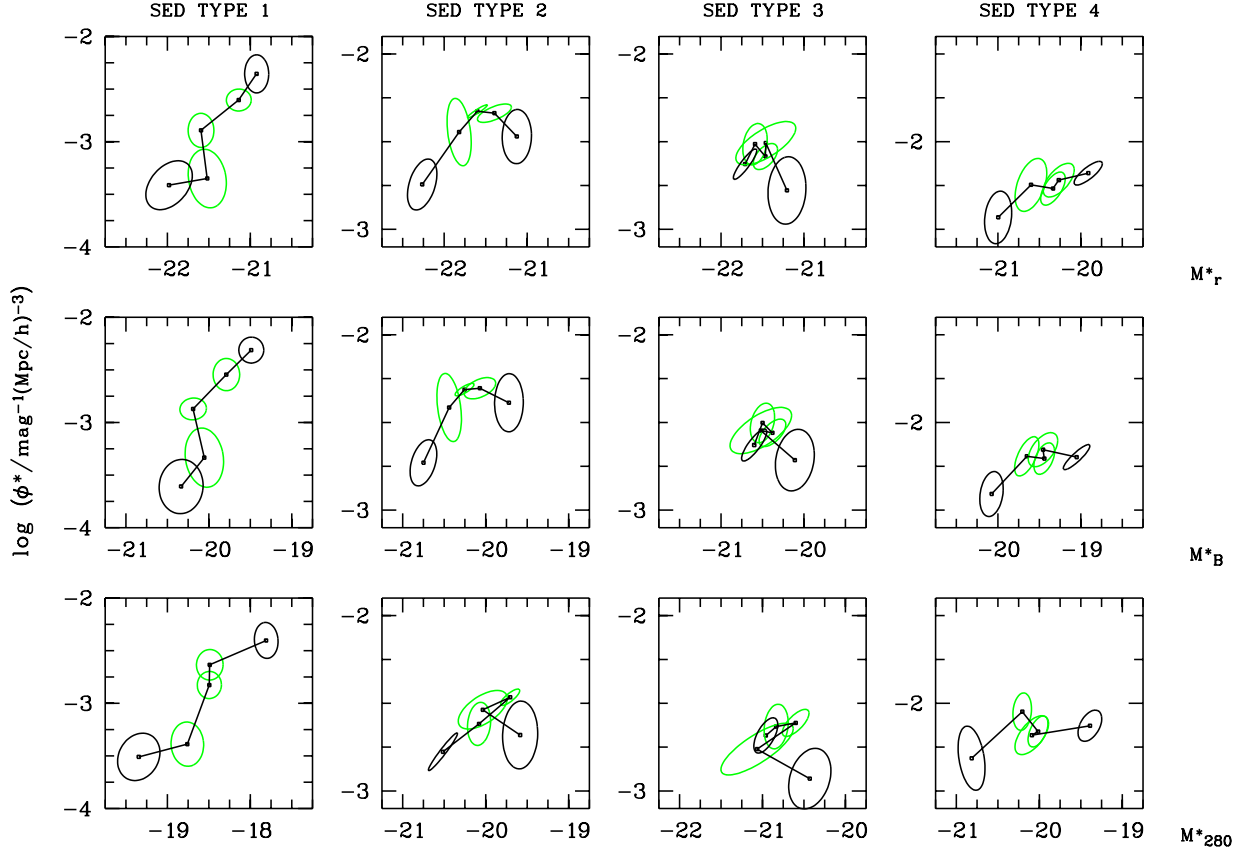 SED TYPE 1 SED TYPE 2 SED TYPE 3 SED TYPE 4
−2 −2 −2
−3 −2
−3 −3
−4
−22 −21 −22 −21 −22 −21 −21 −20 M*r
log (ϕ*/mag⁻¹(Mpc/h)⁻³)
−2 −2 −2 −2
−3
−4 −3 −3
−21 −20 −19 −21 −20 −19 −22 −21 −20 −20 −19 M*B
−2 −2 −2 −2
−3
−4 −3 −3 −3
−19 −18 −21 −20 −19 −22 −21 −20 −21 −20 −19 M*280